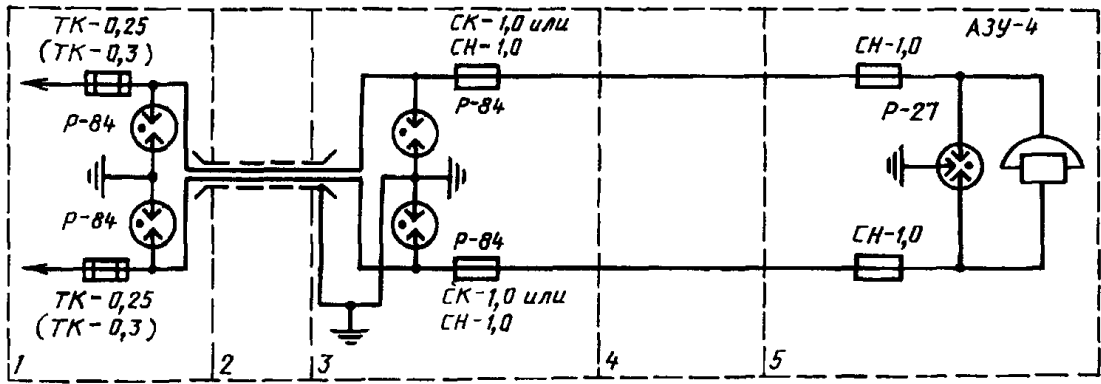 ТК-0,25
(ТК-0,3)
СК-1,0 или
СН-1,0
АЗУ-4
СН-1,0
Р-84
Р-84
Р-27
Р-84
Р-84
СН-1,0
ТК-0,25
(ТК-0,3)
СК-1,0 или
СН-1,0
1
2
3
4
5